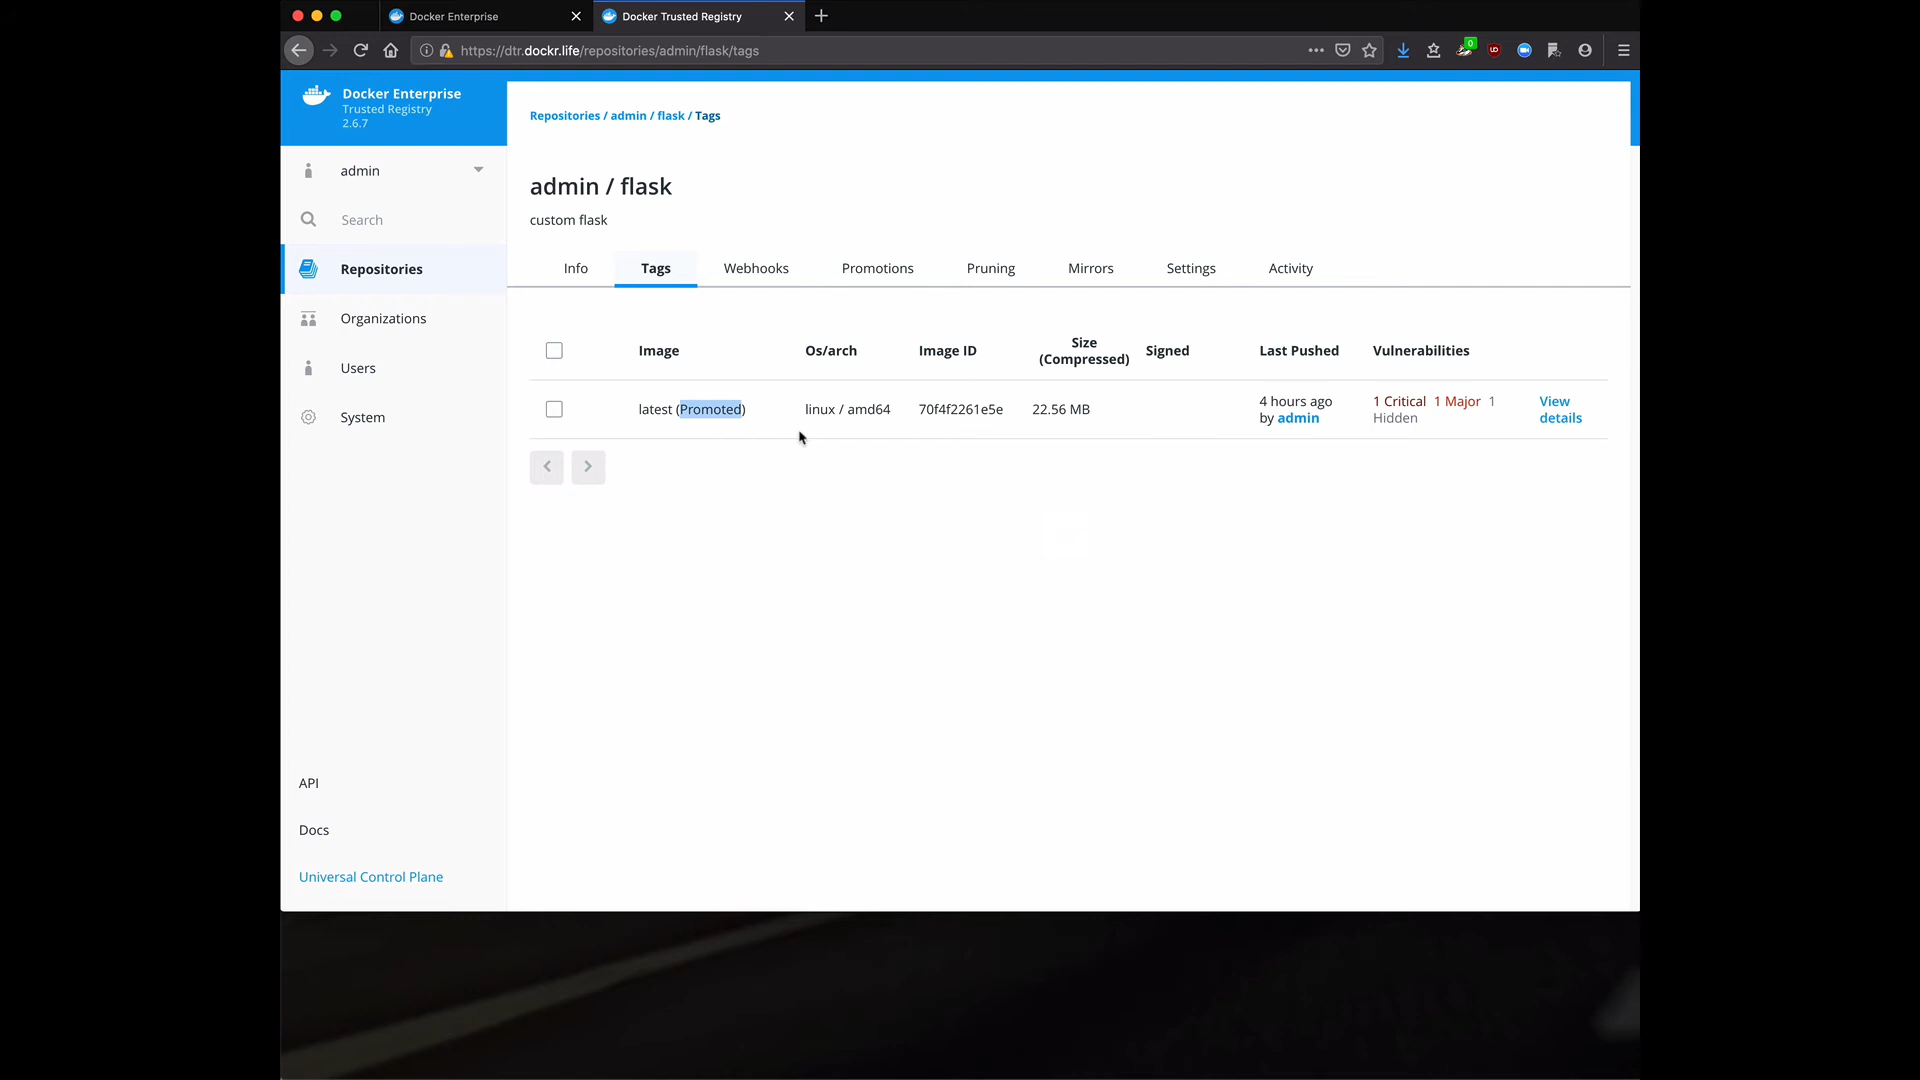 Docker Enterprise
Docker Trusted Registry
https://dtr.dockr.life/repositories/admin/flask/tags
0
Docker Enterprise
Trusted Registry
2.6.7
admin
Search
Repositories
Organizations
Users
System
API
Docs
Universal Control Plane
Repositories / admin / flask / Tags
admin / flask
custom flask
Info Tags Webhooks Promotions Pruning Mirrors Settings Activity
Image Os/arch Image ID Size (Compressed) Signed Last Pushed Vulnerabilities
latest (Promoted) linux / amd64 70f4f2261e5e 22.56 MB 4 hours ago by admin 1 Critical 1 Major 1 Hidden View details